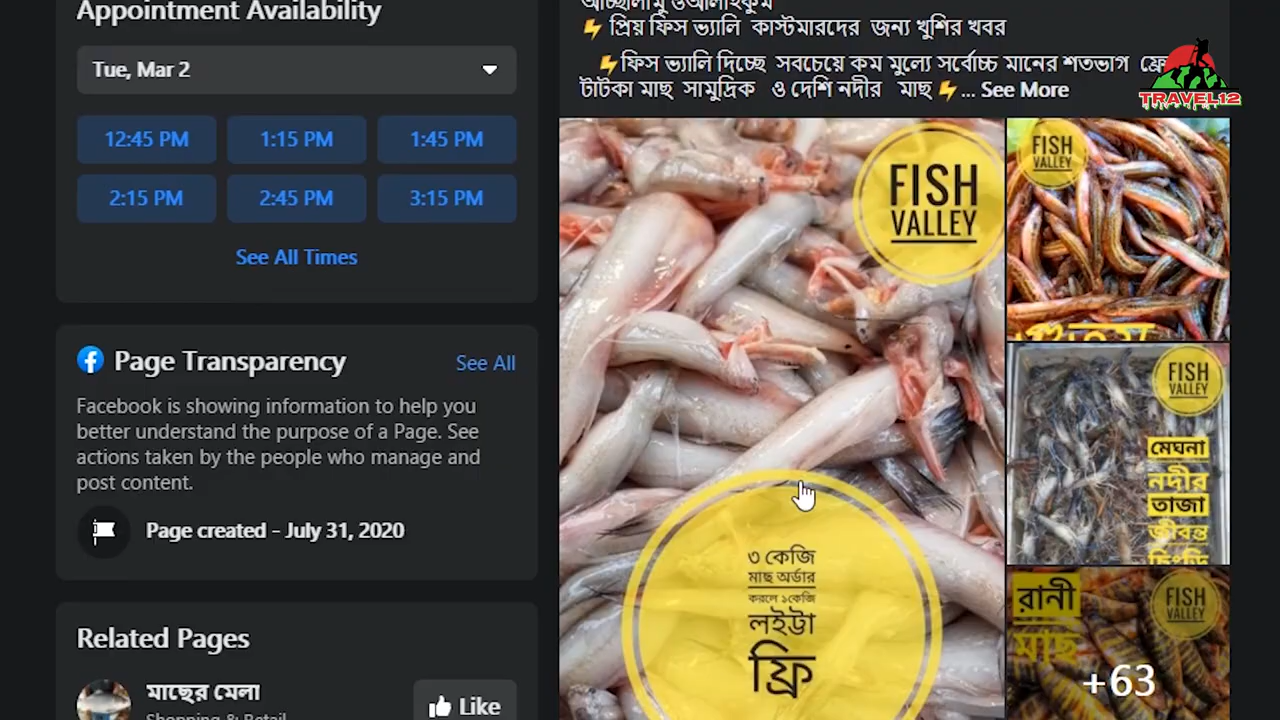 Appointment Availability
Tue, Mar 2
12:45 PM
1:15 PM
1:45 PM
2:15 PM
2:45 PM
3:15 PM
See All Times
Page Transparency
See All
Facebook is showing information to help you
better understand the purpose of a Page. See
actions taken by the people who manage and
post content.
Page created - July 31, 2020
Related Pages
মাছের মেলা
Shopping & Retail
Like
⚡ প্রিয় ফিস ভ্যালি কাস্টমারদের জন্য খুশির খবর
⚡ফিস ভ্যালি দিচ্ছে সবচেয়ে কম মুল্যে সর্বোচ্চ মানের শতভাগ
টাটকা মাছ সামুদ্রিক ও দেশি নদীর মাছ ⚡... See More
TRAVEL12
FISH
VALLEY
৩ কেজি
মাছ অর্ডার
করলে ১কেজি
লইট্টা
ফ্রি
FISH
VALLEY
FISH
VALLEY
মেঘনা
নদীর
তাজা
জীবন্ত
চিংড়ি
রানী
মাছ
FISH
VALLEY
+63